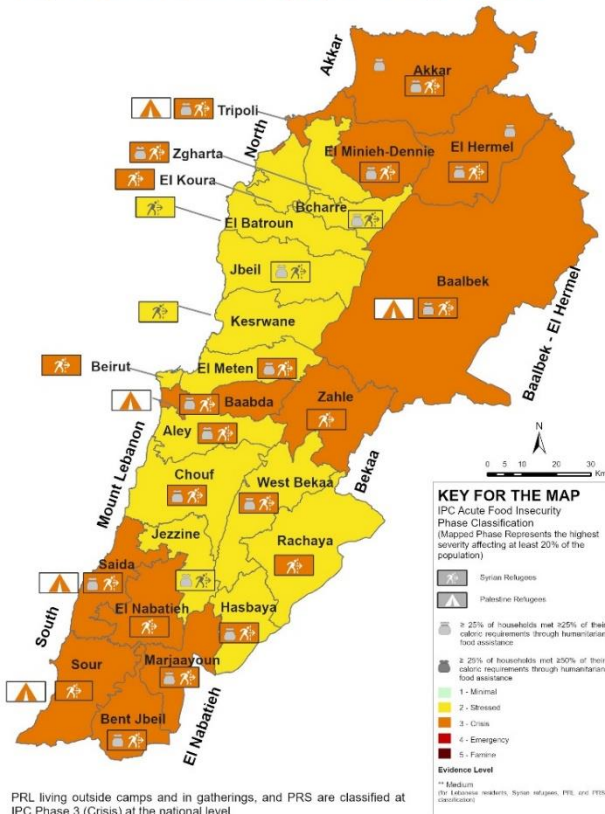 Akkar
Akkar
Tripoli
North
Zgharta
El Minieh-Dennie
El Hermel
El Koura
Bcharre
El Batroun
Jbeil
Baalbek
Baalbek - El Hermel
Kesrwane
Beirut
El Meten
Zahle
Baabda
Aley
N
0 5 10 20 30
Km
Mount Lebanon
Bekaa
Chouf
West Bekaa
Jezzine
Rachaya
Saida
El Nabatieh
Hasbaya
South
Sour
Marjaayoun
El Nabatieh
Bent Jbeil
KEY FOR THE MAP
IPC Acute Food Insecurity
Phase Classification
(Mapped Phase Represents the highest
severity affecting at least 20% of the
population)
Syrian Refugees
Palestine Refugees
≥ 25% of households met ≥25% of their
caloric requirements through humanitarian
food assistance
≥ 25% of households met ≥50% of their
caloric requirements through humanitarian
food assistance
1 - Minimal
2 - Stressed
3 - Crisis
4 - Emergency
5 - Famine
Evidence Level
** Medium
(for Lebanese residents, Syrian refugees, PRL and PRS
classification)
PRL living outside camps and in gatherings, and PRS are classified at
IPC Phase 3 (Crisis) at the national level